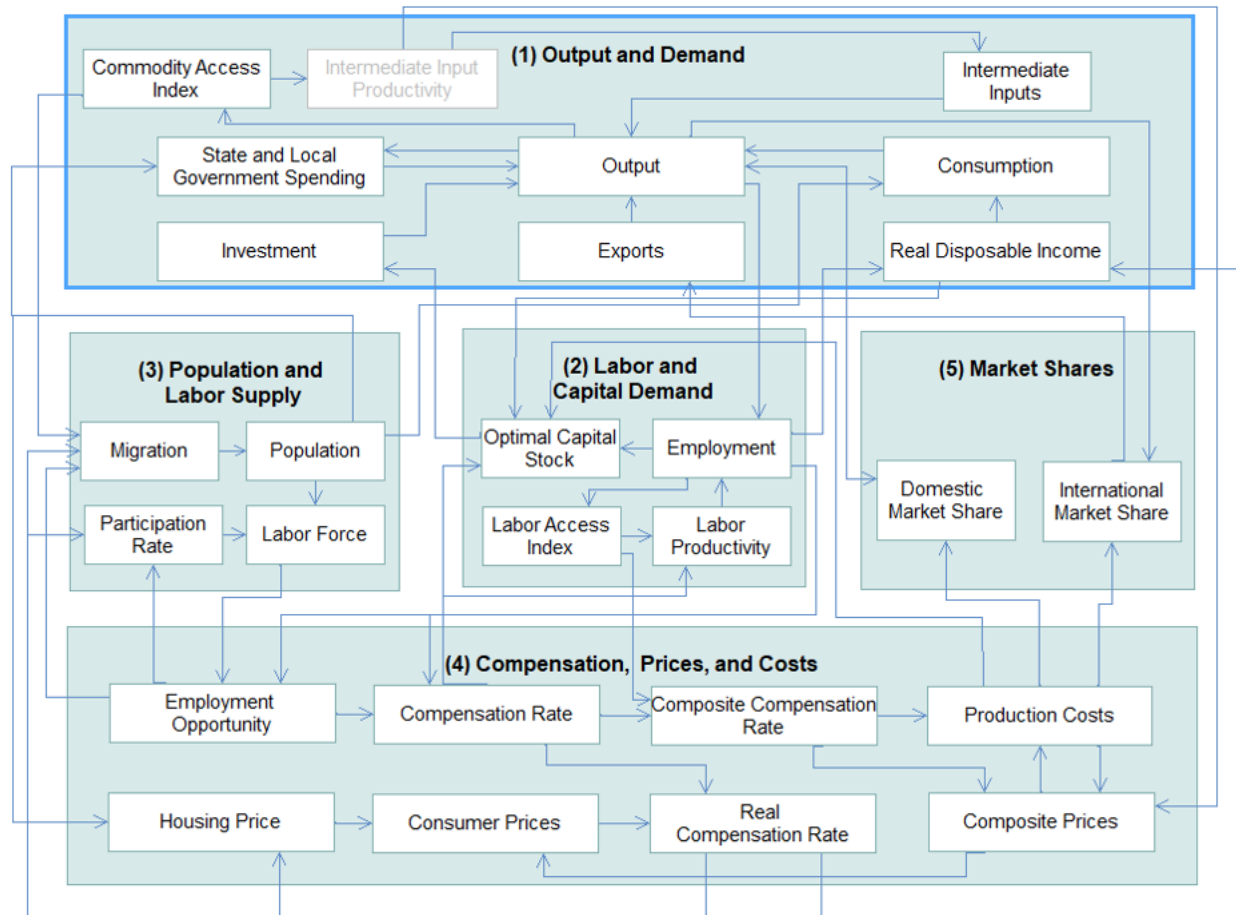 (1) Output and Demand
Commodity Access
Index
Intermediate Input
Productivity
Intermediate
Inputs
State and Local
Government Spending
Output
Consumption
Investment
Exports
Real Disposable Income
(3) Population and
Labor Supply
Migration
Population
Participation
Rate
Labor Force
(2) Labor and
Capital Demand
Optimal Capital
Stock
Employment
Labor Access
Index
Labor
Productivity
(5) Market Shares
Domestic
Market Share
International
Market Share
(4) Compensation, Prices, and Costs
Employment
Opportunity
Compensation Rate
Composite Compensation
Rate
Production Costs
Housing Price
Consumer Prices
Real
Compensation Rate
Composite Prices